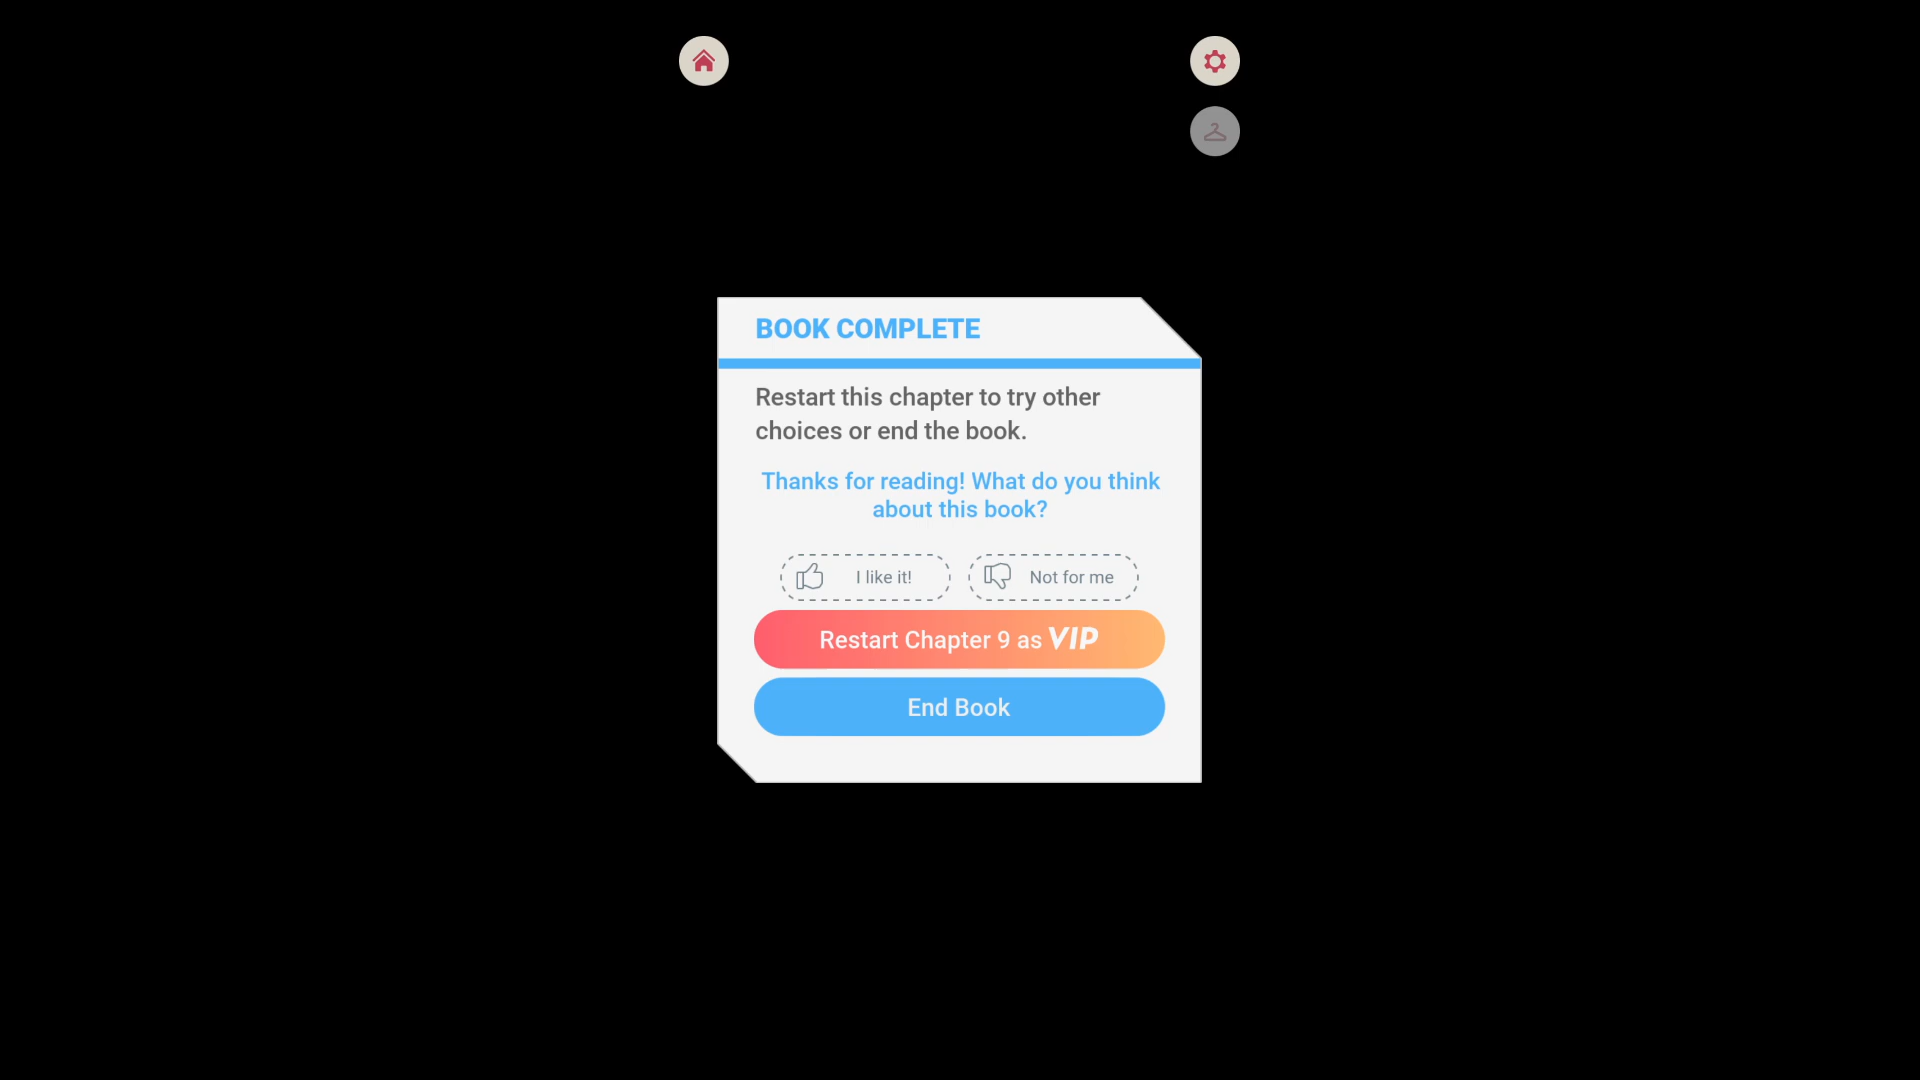 BOOK COMPLETE
Restart this chapter to try other
choices or end the book.
Thanks for reading! What do you think
about this book?
I like it!
Not for me
Restart Chapter 9 as VIP
End Book